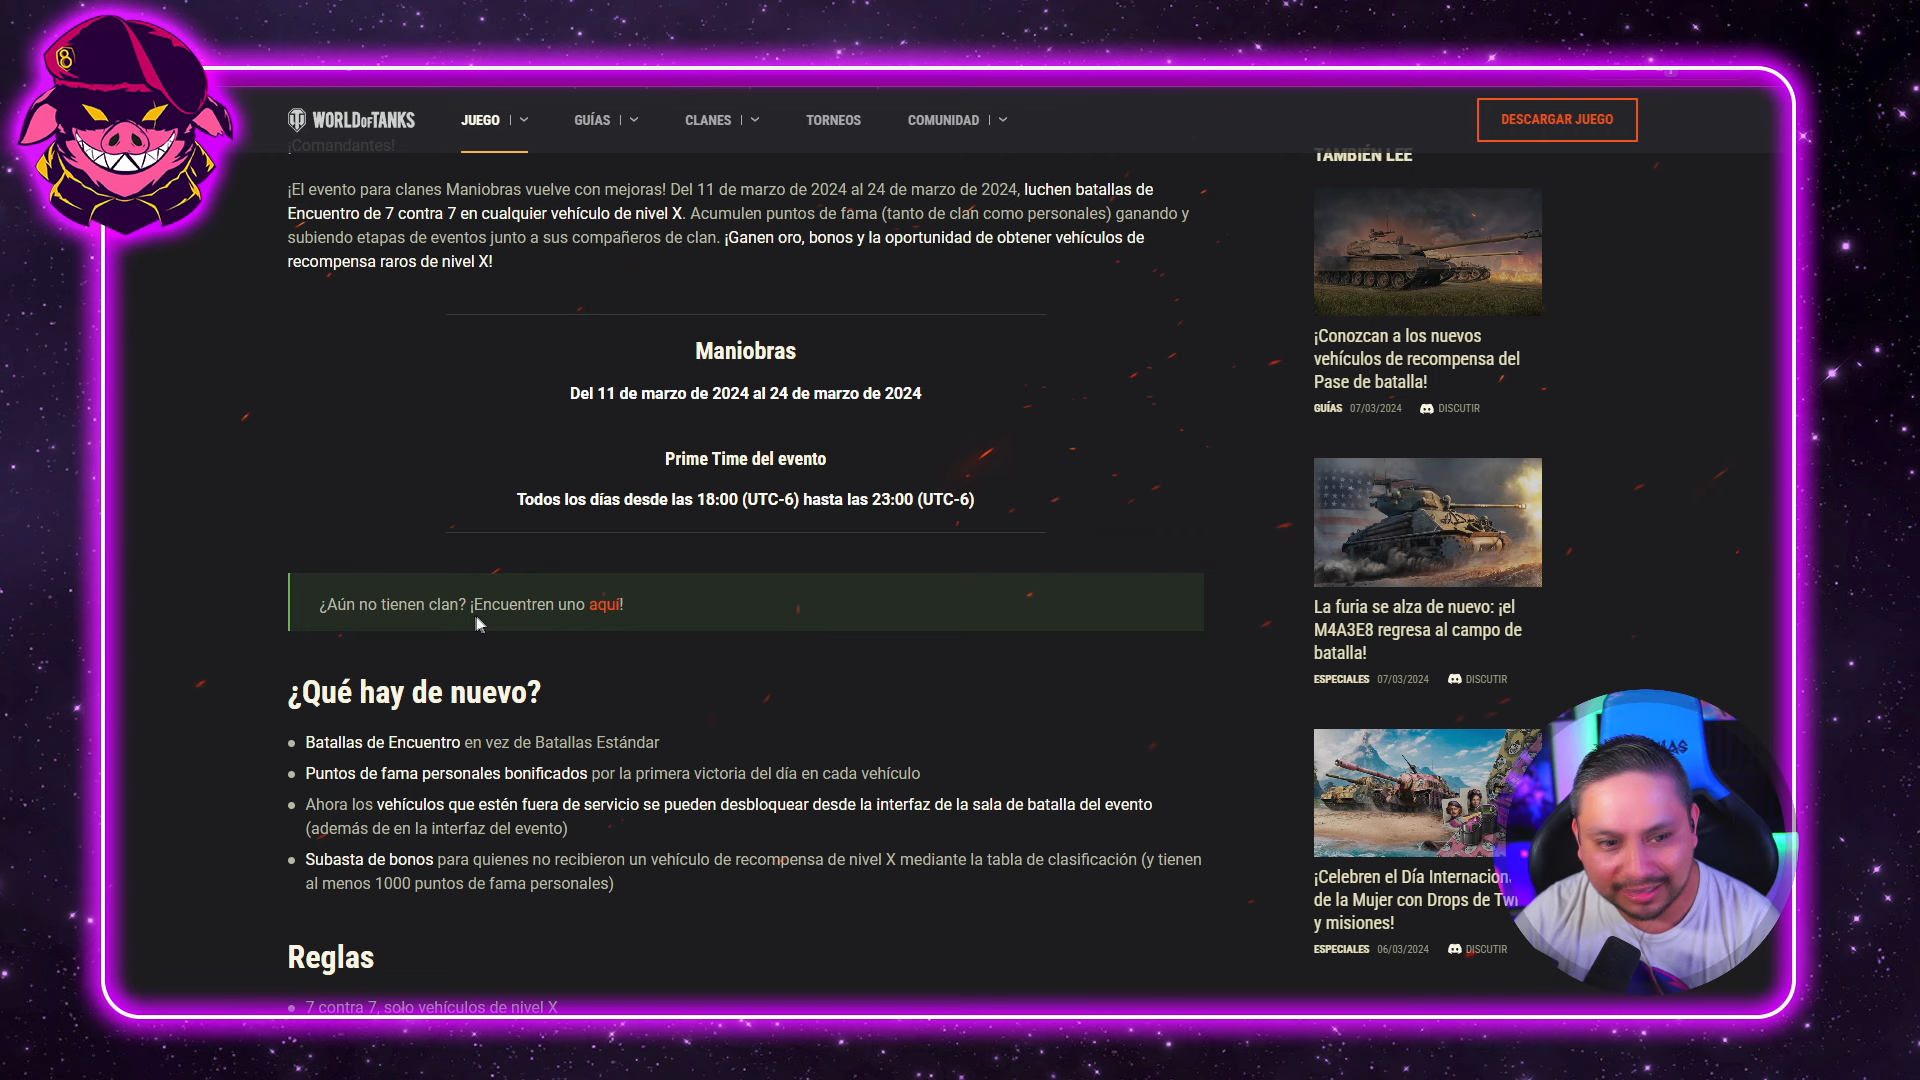 8
WORLD OF TANKS
JUEGO
GUÍAS
CLANES
TORNEOS
COMUNIDAD
DESCARGAR JUEGO
¡Comandantes!
¡El evento para clanes Maniobras vuelve con mejoras! Del 11 de marzo de 2024 al 24 de marzo de 2024, luchen batallas de
Encuentro de 7 contra 7 en cualquier vehículo de nivel X. Acumulen puntos de fama (tanto de clan como personales) ganando y
subiendo etapas de eventos junto a sus compañeros de clan. ¡Ganen oro, bonos y la oportunidad de obtener vehículos de
recompensa raros de nivel X!
Maniobras
Del 11 de marzo de 2024 al 24 de marzo de 2024
Prime Time del evento
Todos los días desde las 18:00 (UTC-6) hasta las 23:00 (UTC-6)
¿Aún no tienen clan? ¡Encuentren uno aquí!
¿Qué hay de nuevo?
Batallas de Encuentro en vez de Batallas Estándar
Puntos de fama personales bonificados por la primera victoria del día en cada vehículo
Ahora los vehículos que estén fuera de servicio se pueden desbloquear desde la interfaz de la sala de batalla del evento
(además de en la interfaz del evento)
Subasta de bonos para quienes no recibieron un vehículo de recompensa de nivel X mediante la tabla de clasificación (y tienen
al menos 1000 puntos de fama personales)
Reglas
7 contra 7, solo vehículos de nivel X
TAMBIÉN LEE
¡Conozcan a los nuevos
vehículos de recompensa del
Pase de batalla!
GUÍAS 07/03/2024 DISCUTIR
La furia se alza de nuevo: ¡el
M4A3E8 regresa al campo de
batalla!
ESPECIALES 07/03/2024 DISCUTIR
¡Celebren el Día Internacion
de la Mujer con Drops de Tw
y misiones!
ESPECIALES 06/03/2024 DISCUTIR